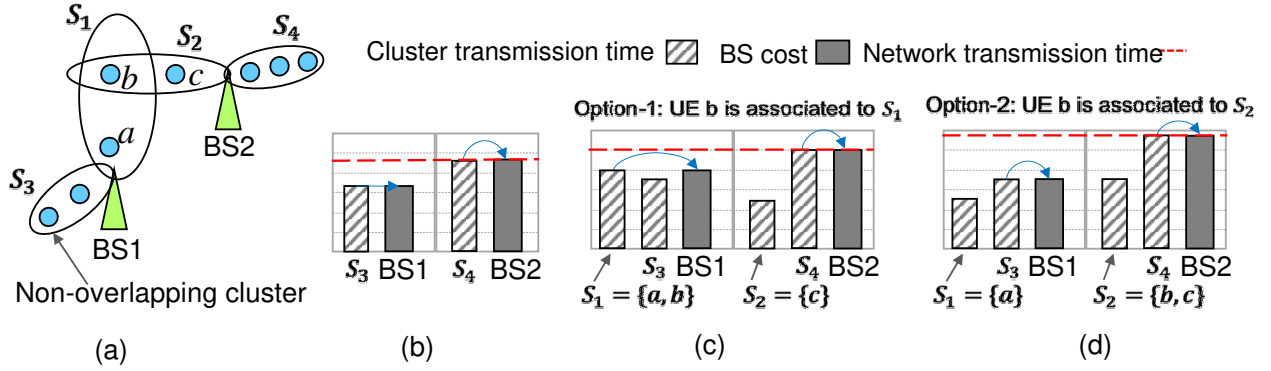 S₁
S₂
S₄
b
c
a
BS2
S₃
BS1
Non-overlapping cluster
(a)
Cluster transmission time
BS cost
Network transmission time
S₃ BS1 S₄ BS2
(b)
Option-1: UE b is associated to S₁
S₃ BS1 S₄ BS2
S₁ = {a, b} S₂ = {c}
(c)
Option-2: UE b is associated to S₂
S₃ BS1 S₄ BS2
S₁ = {a} S₂ = {b, c}
(d)